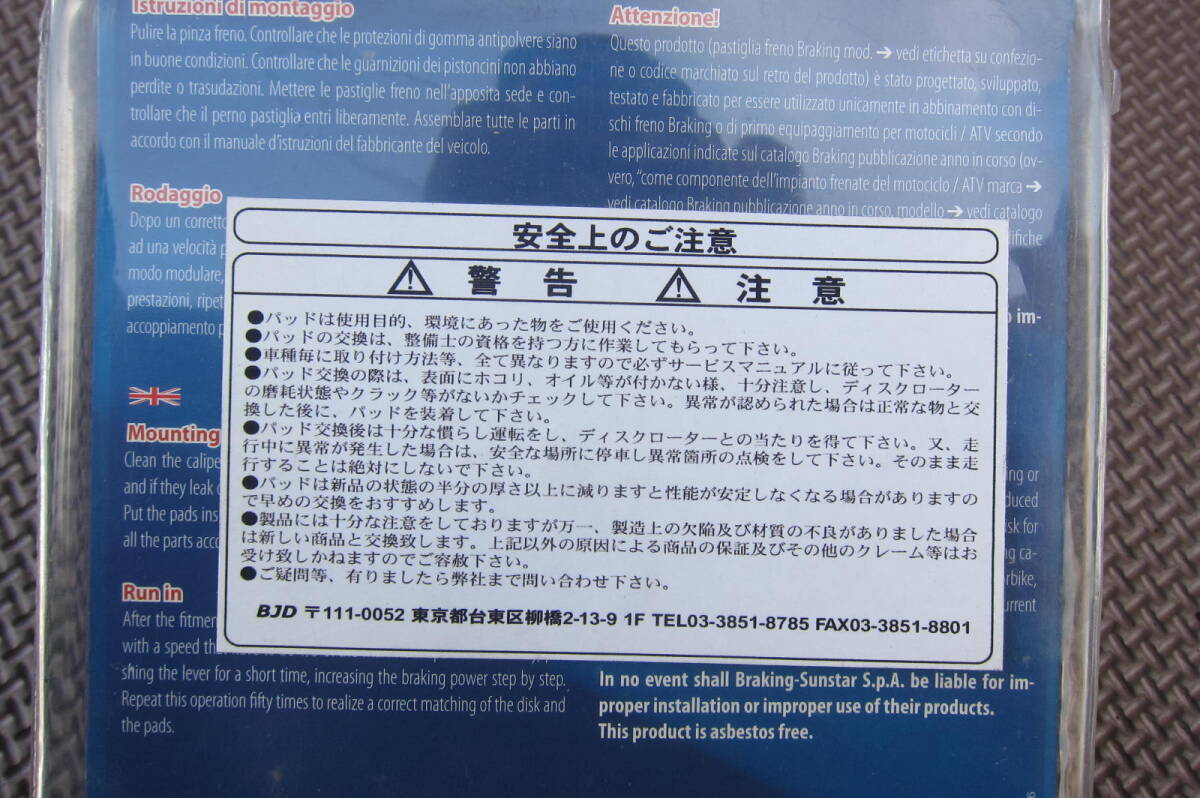 Istruzioni di montaggio
Pulire la pinza freno. Controllare che le protezioni di gomma antipolvere siano
in buone condizioni. Controllare che le guarnizioni dei pistoncini non abbiano
perdite o trasudazioni. Mettere le pastiglie freno nell'apposita sede e con-
trollare che il perno pastiglia entri liberamente. Assemblare tutte le parti in
accordo con il manuale d'istruzioni del fabbricante del veicolo.
Rodaggio
Dopo un corretto
ad una velocità
modo modulare,
prestazioni, ripet
accoppiamento
Mounting
Clean the calipe
and if they leak
Put the pads ins
all the parts acco
Run in
After the fitmen
with a speed that
shing the lever for a short time, increasing the braking power step by step.
Repeat this operation fifty times to realize a correct matching of the disk and
the pads.
Attenzione!
Questo prodotto (pastiglia freno Braking mod. ➔ vedi etichetta su confezio-
ne o codice marchiato sul retro del prodotto) è stato progettato, sviluppato,
testato e fabbricato per essere utilizzato unicamente in abbinamento con di-
schi freno Braking o di primo equipaggiamento per motocicli / ATV secondo
le applicazioni indicate sul catalogo Braking pubblicazione anno in corso (ov-
vero, "come componente dell'impianto frenate del motociclo / ATV marca ➔
vedi catalogo Braking pubblicazione anno in corso, modello ➔ vedi catalogo
ifiche
im-
ng or
duced
sk for
ng ca-
rbike,
urrent
In no event shall Braking-Sunstar S.p.A. be liable for im-
proper installation or improper use of their products.
This product is asbestos free.
安全上のご注意
⚠ 警 告 ⚠ 注 意
●パッドは使用目的、環境にあった物をご使用ください。
●パッドの交換は、整備士の資格を持つ方に作業してもらって下さい。
●車種毎に取り付け方法等、全て異なりますので必ずサービスマニュアルに従って下さい。
●パッド交換の際は、表面にホコリ、オイル等が付かない様、十分注意し、ディスクローター
の磨耗状態やクラック等がないかチェックして下さい。異常が認められた場合は正常な物と交
換した後に、パッドを装着して下さい。
●パッド交換後は十分な慣らし運転をし、ディスクローターとの当たりを得て下さい。又、走
行中に異常が発生した場合は、安全な場所に停車し異常箇所の点検をして下さい。そのまま走
行することは絶対にしないで下さい。
●パッドは新品の状態の半分の厚さ以上に減りますと性能が安定しなくなる場合がありますの
で早めの交換をおすすめします。
●製品には十分な注意をしておりますが万一、製造上の欠陥及び材質の不良がありました場合
は新しい商品と交換致します。上記以外の原因による商品の保証及びその他のクレーム等はお
受け致しかねますのでご容赦下さい。
●ご疑問等、有りましたら弊社まで問い合わせ下さい。
BJD 〒111-0052 東京都台東区柳橋2-13-9 1F TEL03-3851-8785 FAX03-3851-8801